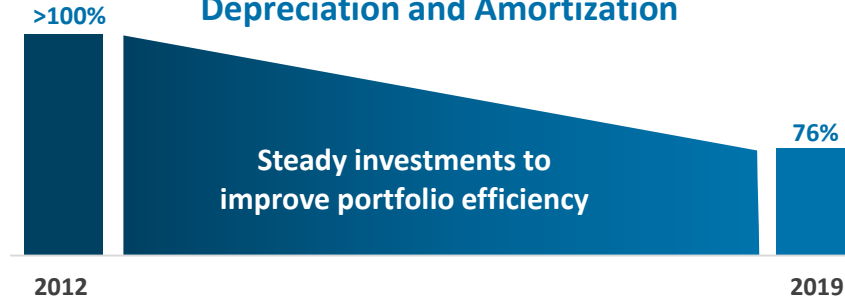 Depreciation and Amortization
>100%
76%
Steady investments to
improve portfolio efficiency
2012
2019